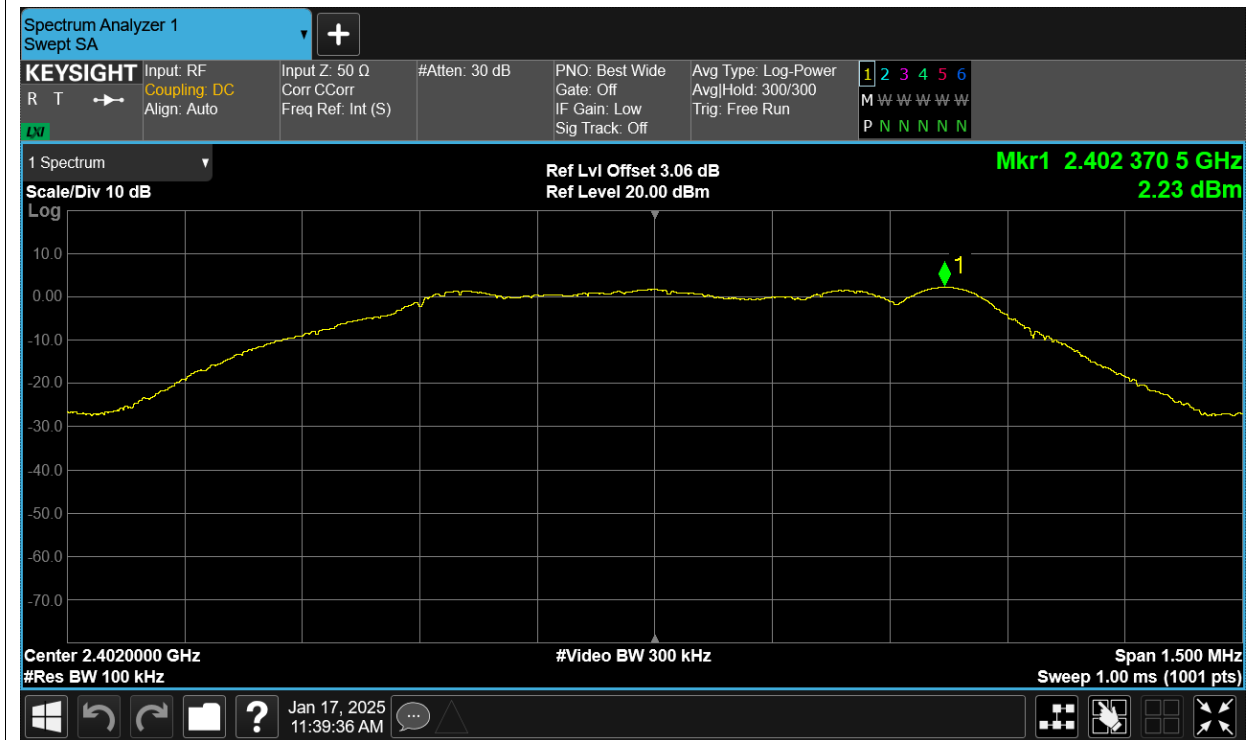 Spectrum Analyzer 1
Swept SA
KEYSIGHT
R T
LXI
Input: RF
Coupling: DC
Align: Auto
Input Z: 50 Ω
Corr CCorr
Freq Ref: Int (S)
#Atten: 30 dB
PNO: Best Wide
Gate: Off
IF Gain: Low
Sig Track: Off
Avg Type: Log-Power
Avg|Hold: 300/300
Trig: Free Run
1 2 3 4 5 6
M W W W W W
P N N N N N
1 Spectrum
Scale/Div 10 dB
Ref Lvl Offset 3.06 dB
Ref Level 20.00 dBm
Mkr1 2.402 370 5 GHz
2.23 dBm
Log
10.0
0.00
-10.0
-20.0
-30.0
-40.0
-50.0
-60.0
-70.0
1
Center 2.4020000 GHz
#Res BW 100 kHz
#Video BW 300 kHz
Span 1.500 MHz
Sweep 1.00 ms (1001 pts)
?
Jan 17, 2025
11:39:36 AM